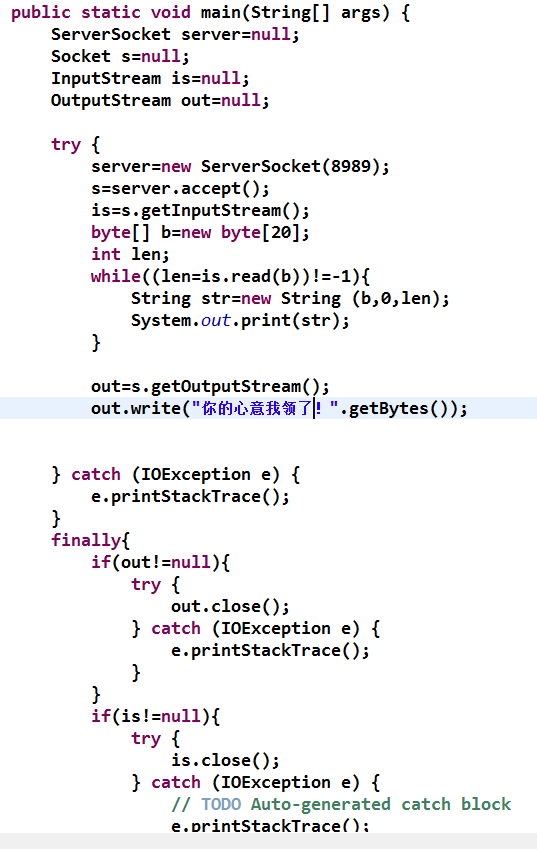 public static void main(String[] args) {
ServerSocket server=null;
Socket s=null;
InputStream is=null;
OutputStream out=null;
try {
server=new ServerSocket(8989);
s=server.accept();
is=s.getInputStream();
byte[] b=new byte[20];
int len;
while((len=is.read(b))!=-1){
String str=new String (b,0,len);
System.out.print(str);
}
out=s.getOutputStream();
out.write("你的心意我领了！".getBytes());
} catch (IOException e) {
e.printStackTrace();
}
finally{
if(out!=null){
try {
out.close();
} catch (IOException e) {
e.printStackTrace();
}
}
if(is!=null){
try {
is.close();
} catch (IOException e) {
// TODO Auto-generated catch block
e.printStackTrace();